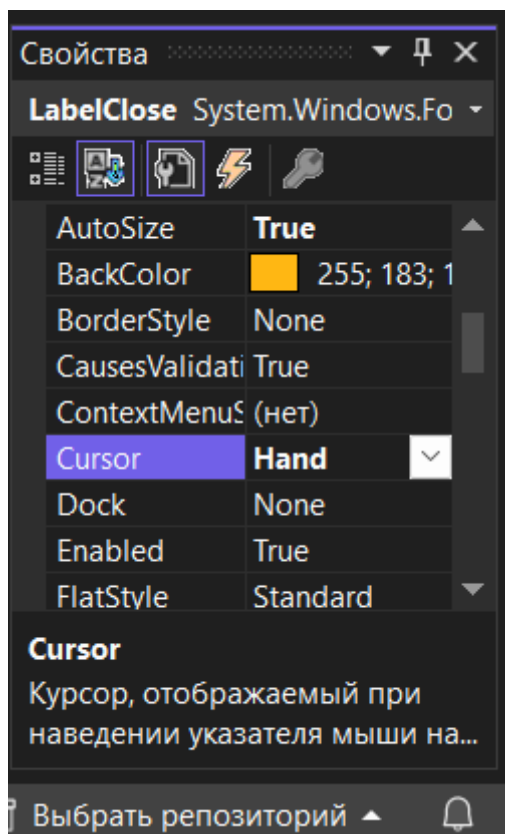 Свойства
LabelClose System.Windows.Fo
AutoSize True
BackColor 255; 183; 1
BorderStyle None
CausesValidati True
ContextMenuS (нет)
Cursor Hand
Dock None
Enabled True
FlatStyle Standard
Cursor
Курсор, отображаемый при
наведении указателя мыши на...
Выбрать репозиторий